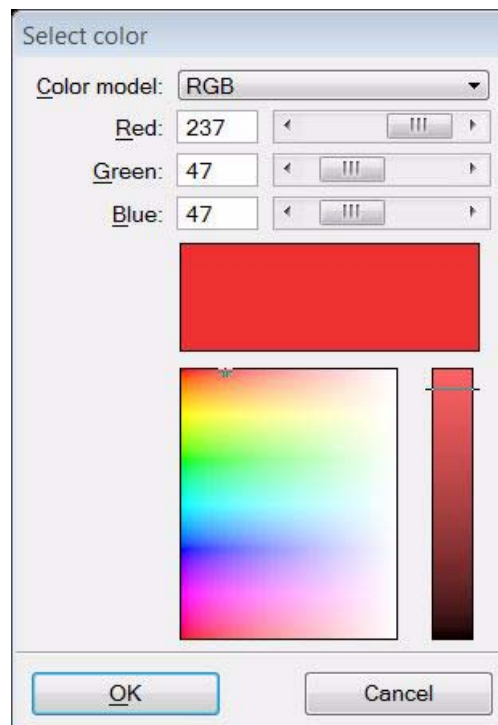 Select color
Color model: RGB
Red: 237
Green: 47
Blue: 47
OK Cancel